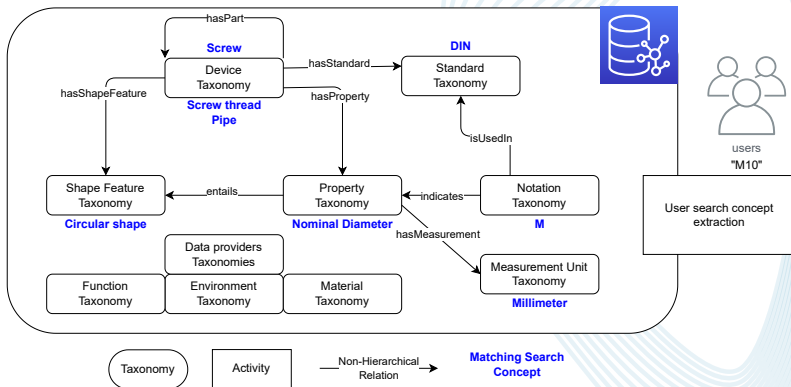 hasPart
Screw
DIN
Device
Taxonomy
hasStandard
Standard
Taxonomy
hasShapeFeature
Screw thread
Pipe
hasProperty
isUsedIn
users
"M10"
Shape Feature
Taxonomy
entails
Property
Taxonomy
indicates
Notation
Taxonomy
User search concept
extraction
Circular shape
Nominal Diameter
M
hasMeasurement
Data providers
Taxonomies
Measurement Unit
Taxonomy
Function
Taxonomy
Environment
Taxonomy
Material
Taxonomy
Millimeter
Taxonomy
Activity
Non-Hierarchical
Relation
Matching Search
Concept